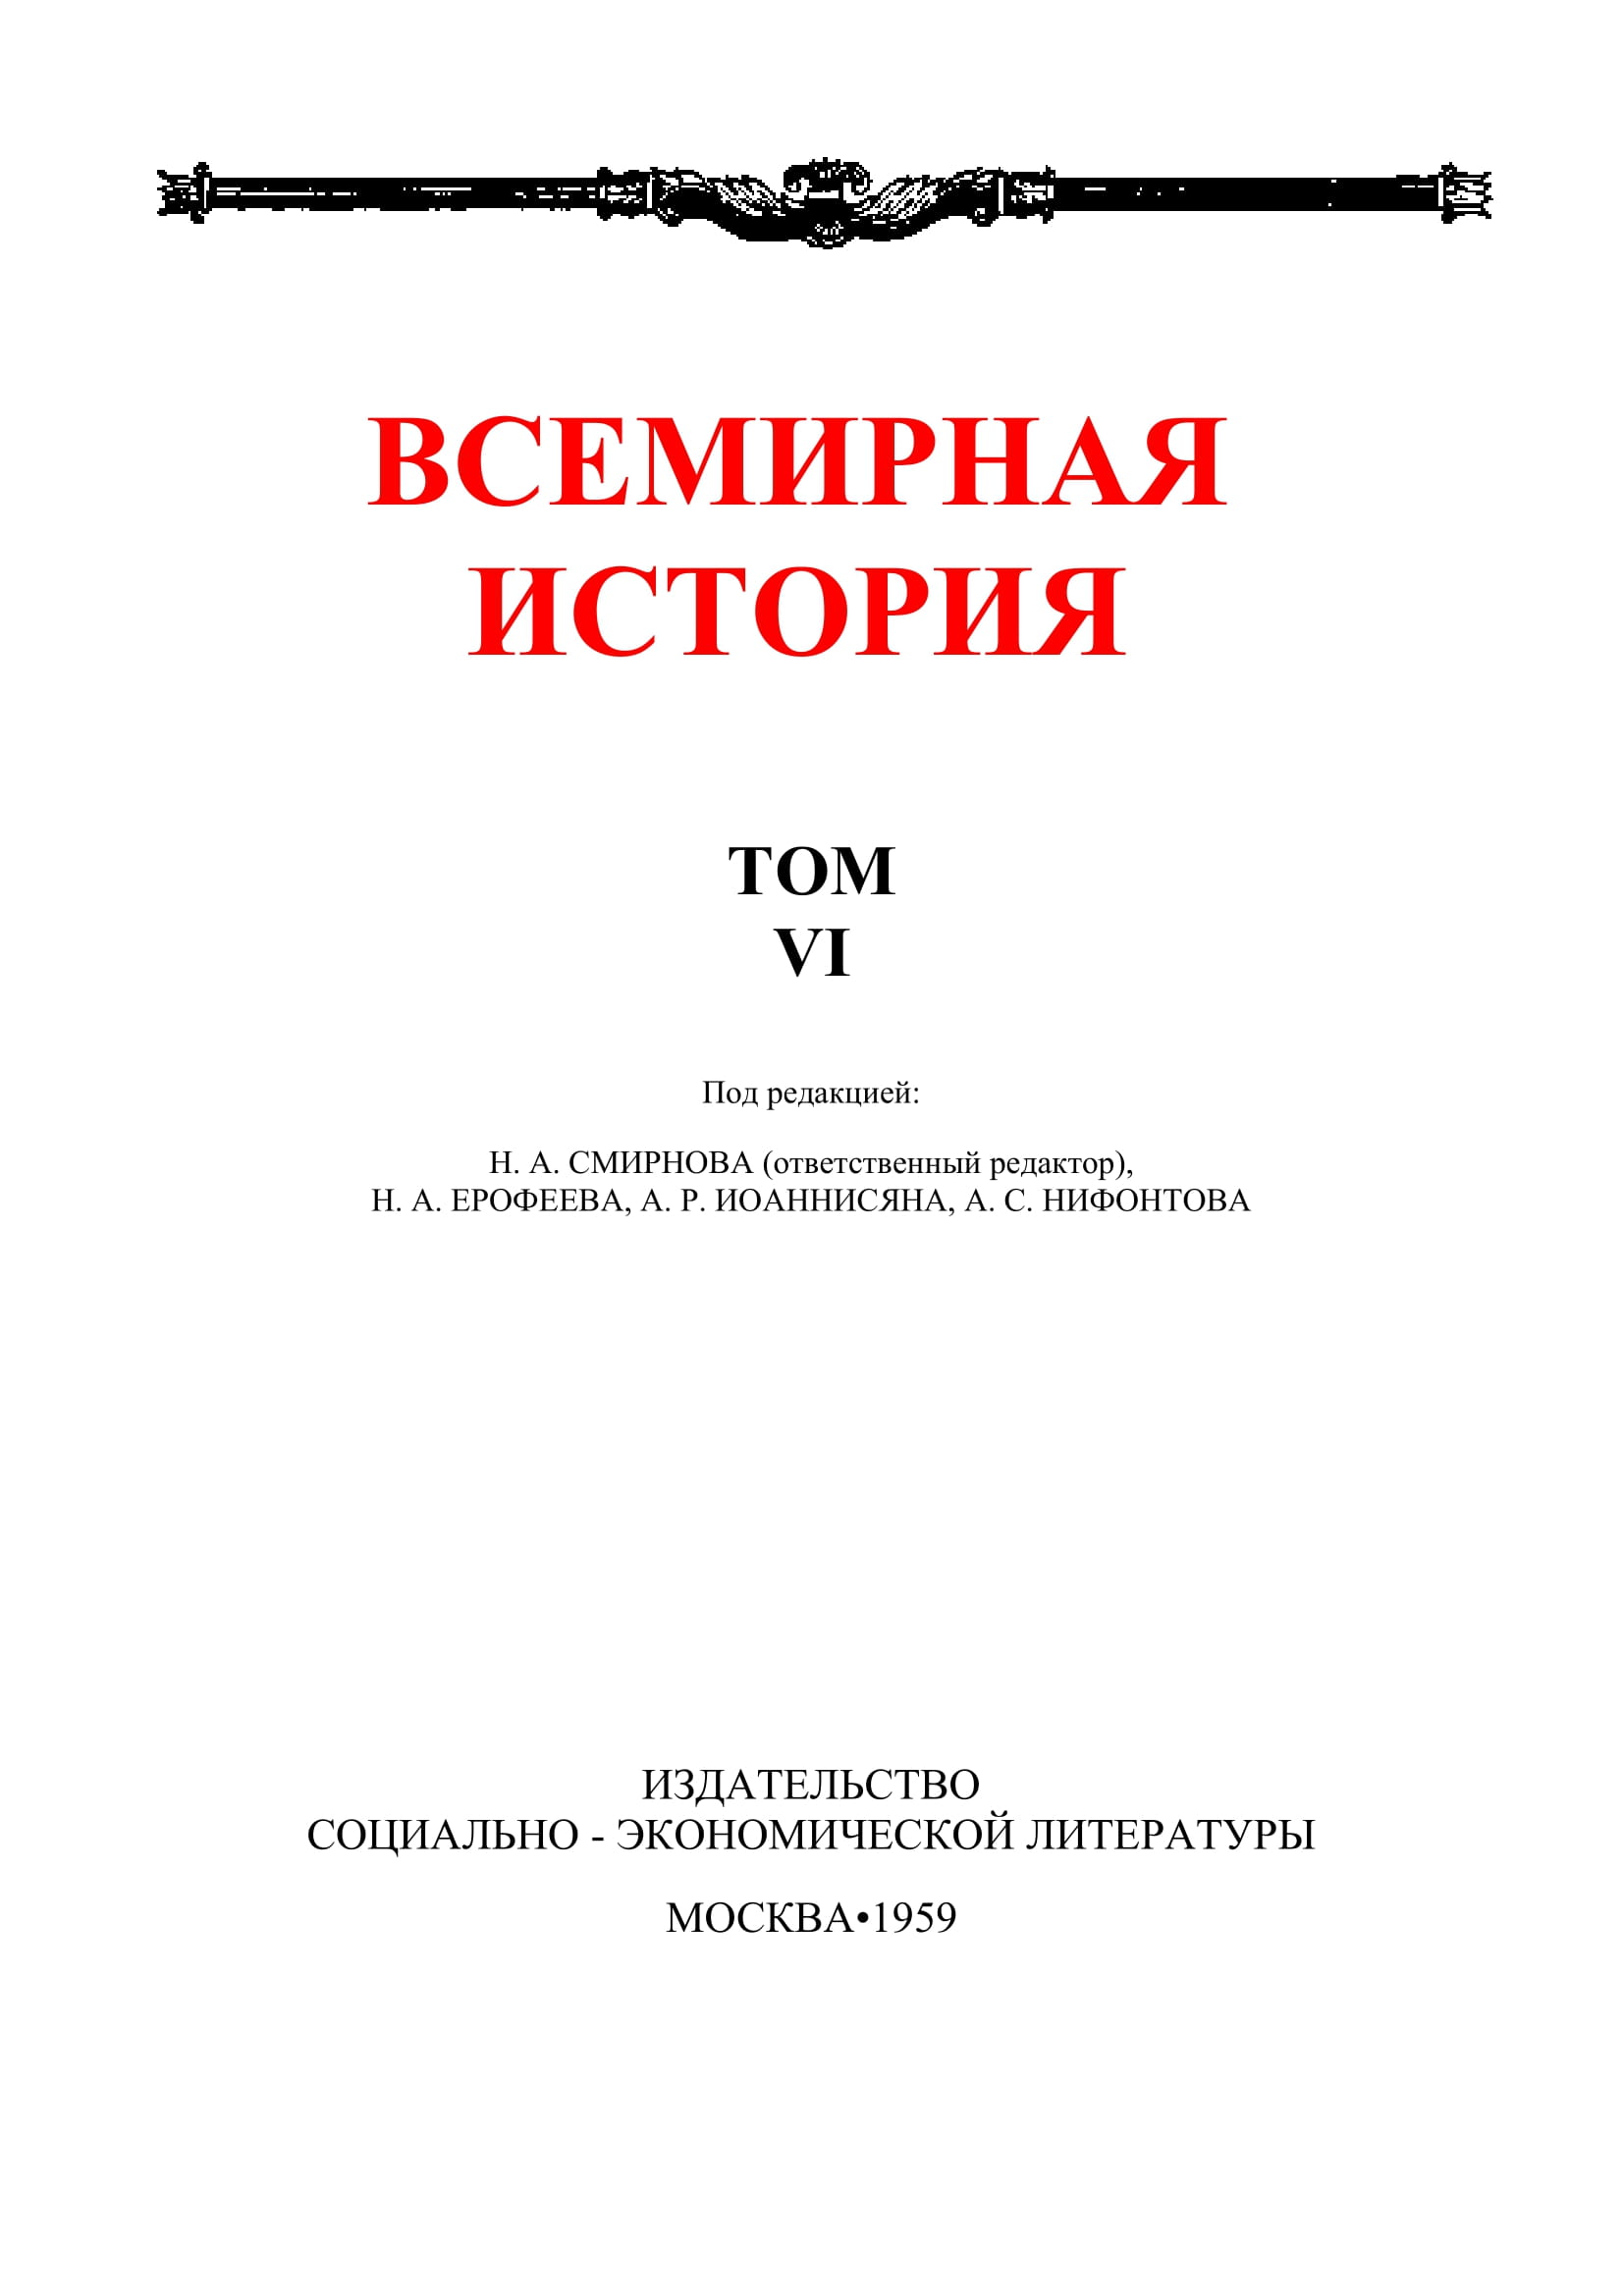 ВСЕМИРНАЯ
ИСТОРИЯ
ТОМ
VI
Под редакцией:
Н. А. СМИРНОВА (ответственный редактор),
Н. А. ЕРОФЕЕВА, А. Р. ИОАННИСЯНА, А. С. НИФОНТОВА
ИЗДАТЕЛЬСТВО
СОЦИАЛЬНО - ЭКОНОМИЧЕСКОЙ ЛИТЕРАТУРЫ
МОСКВА•1959